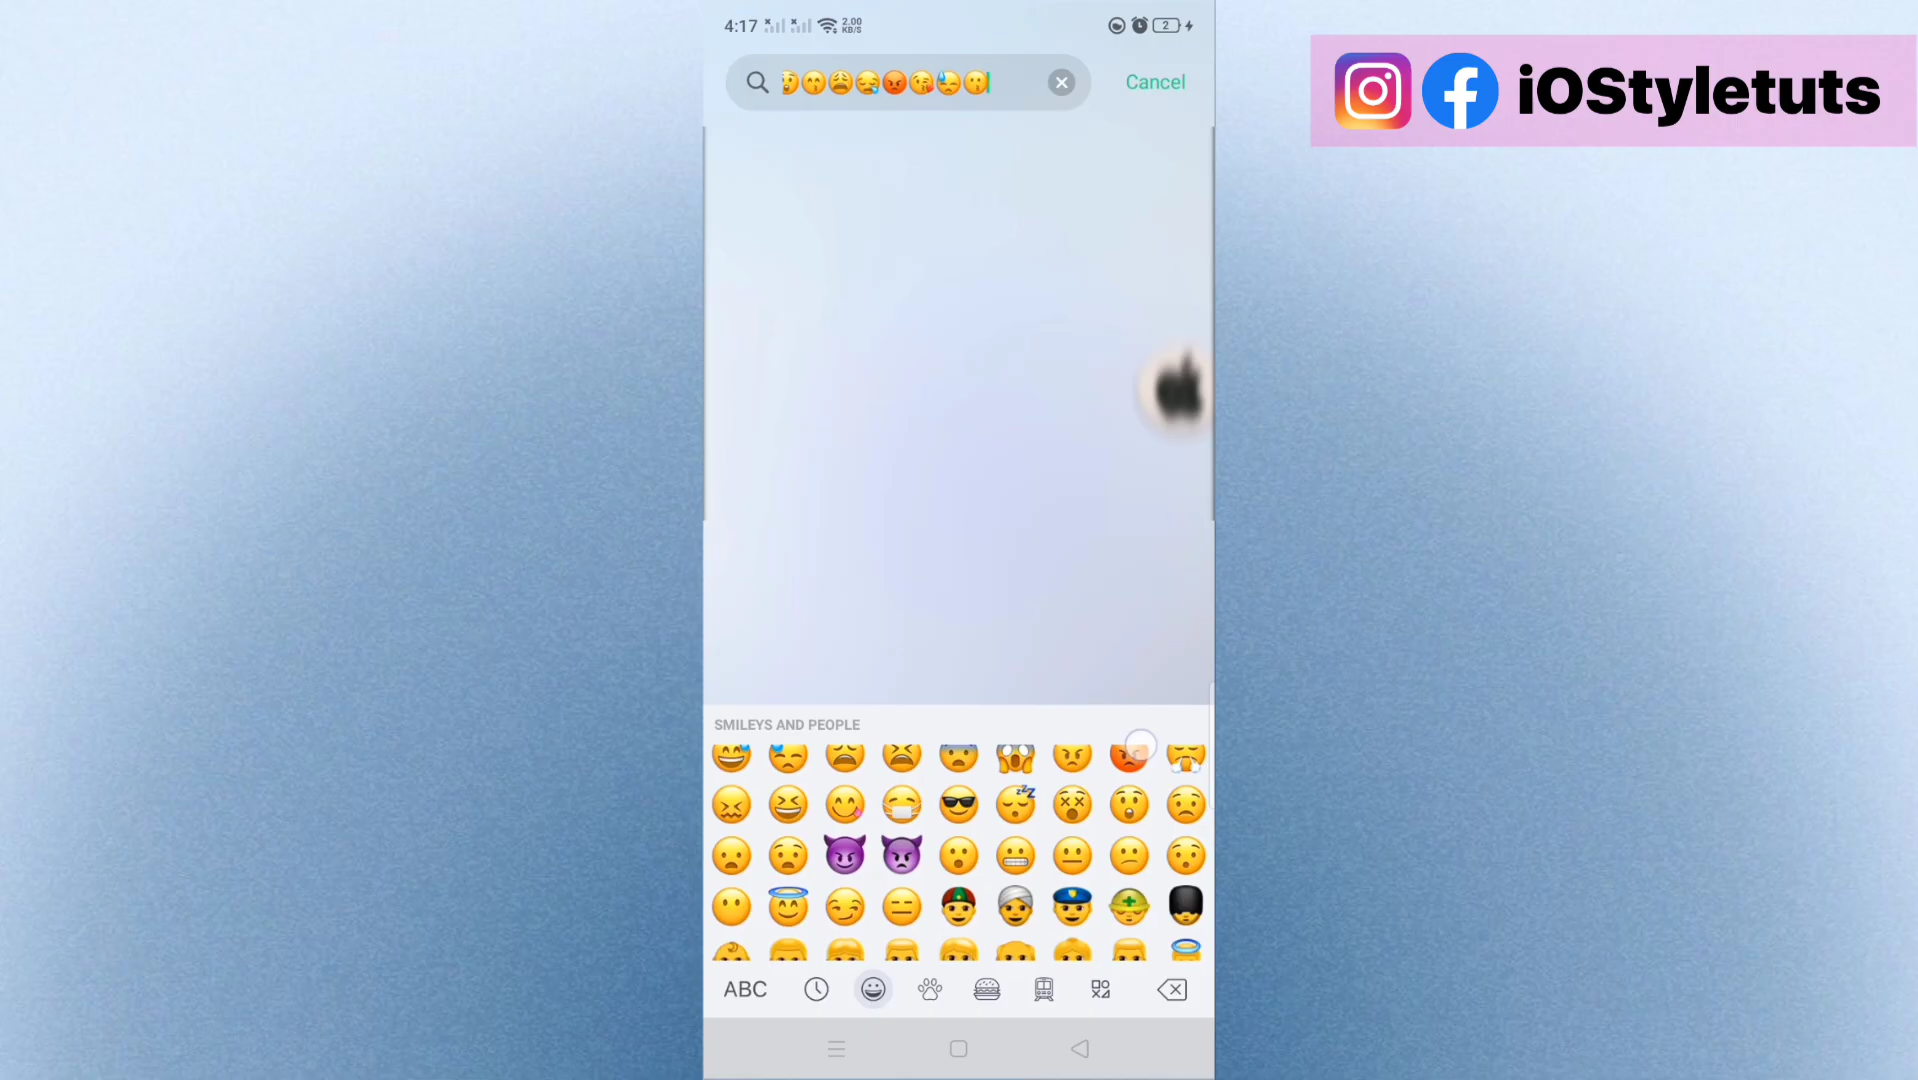 4:17 2.00 KB/S 2
Cancel
iOStyletuts
SMILEYS AND PEOPLE
ABC